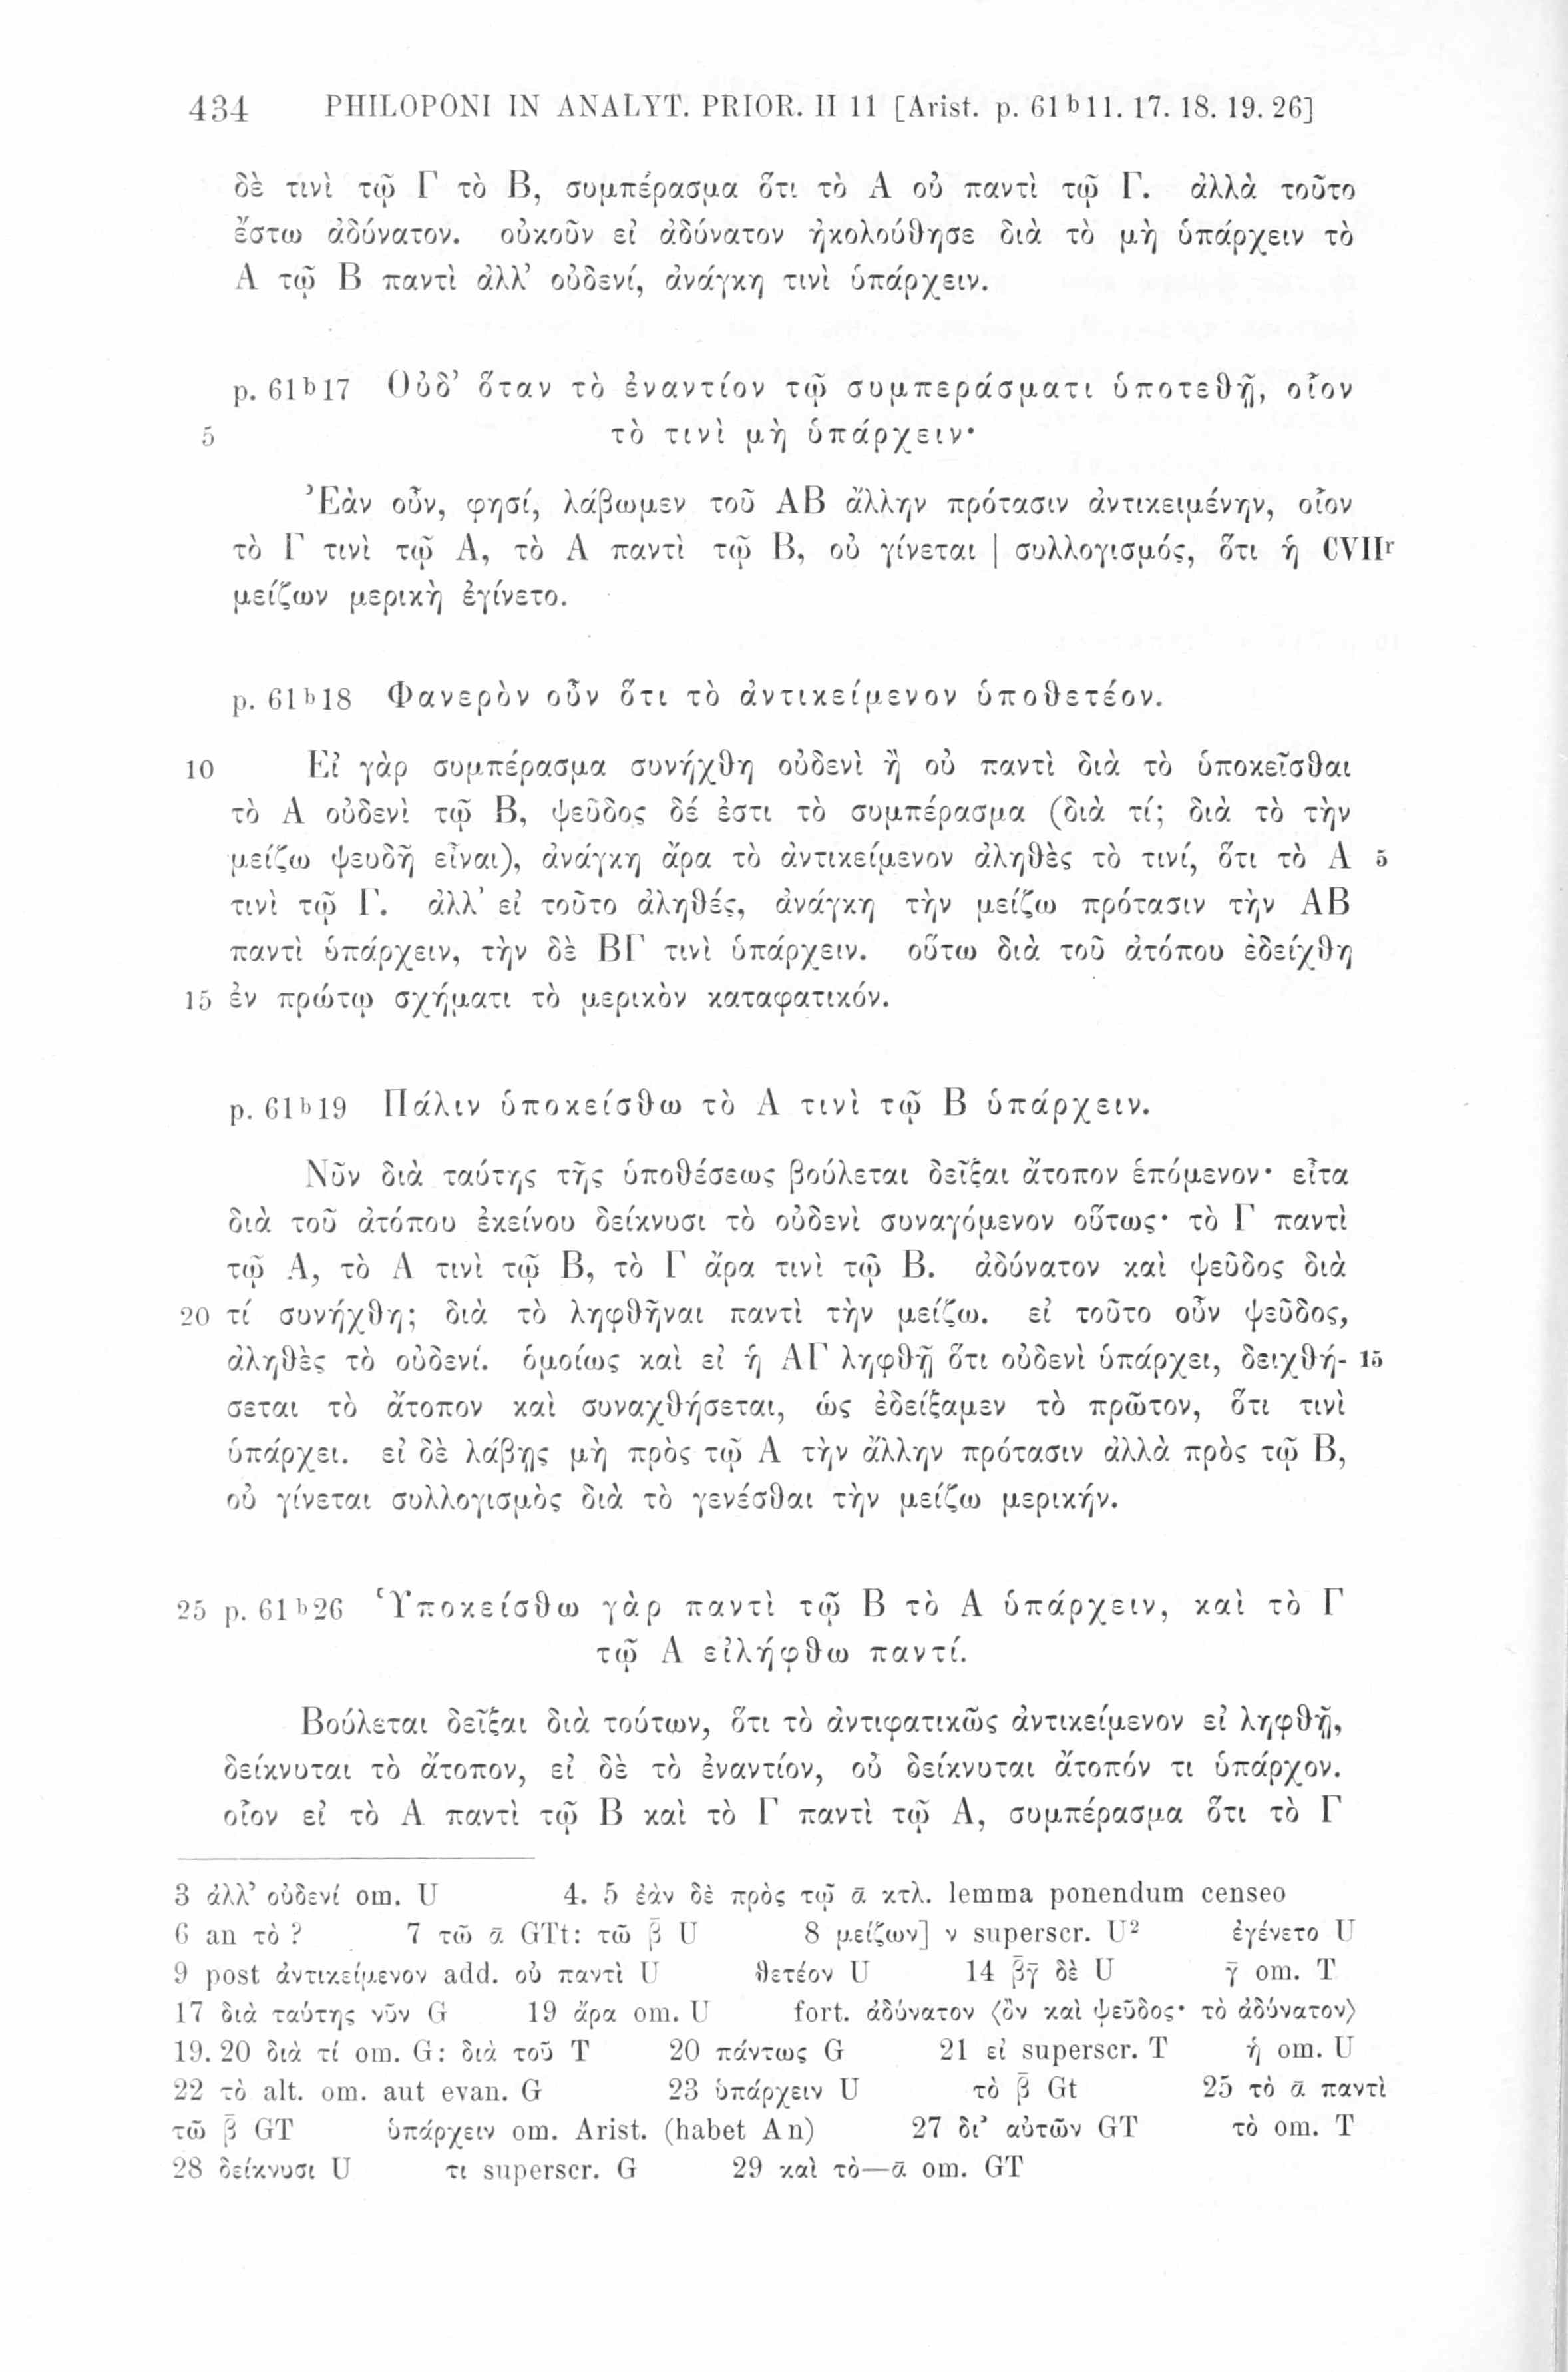 434 PHILOPONI IN ANALYT. PRIOR. II 11 [Arist. p. 61ᵇ11. 17. 18. 19. 26]
δὲ τινὶ τῷ Γ τὸ Β, συμπέρασμα ὅτι τὸ Α οὐ παντὶ τῷ Γ. ἀλλὰ τοῦτο
ἔστω ἀδύνατον. οὐκοῦν εἰ ἀδύνατον ἠκολούθησε διὰ τὸ μὴ ὑπάρχειν τὸ
Α τῷ Β παντὶ ἀλλ’ οὐδενί, ἀνάγκη τινὶ ὑπάρχειν.
p. 61ᵇ17 Οὐδ’ ὅταν τὸ ἐναντίον τῷ συμπεράσματι ὑποτεθῇ, οἷον
5 τὸ τινὶ μὴ ὑπάρχειν·
Ἐὰν οὖν, φησί, λάβωμεν τοῦ ΑΒ ἄλλην πρότασιν ἀντικειμένην, οἷον
τὸ Γ τινὶ τῷ Α, τὸ Α παντὶ τῷ Β, οὐ γίνεται | συλλογισμός, ὅτι ἡ CVIIʳ
μείζων μερικὴ ἐγίνετο.
p. 61ᵇ18 Φανερὸν οὖν ὅτι τὸ ἀντικείμενον ὑποθετέον.
10 Εἰ γὰρ συμπέρασμα συνήχθη οὐδενὶ ἢ οὐ παντὶ διὰ τὸ ὑποκεῖσθαι
τὸ Α οὐδενὶ τῷ Β, ψεῦδος δέ ἐστι τὸ συμπέρασμα (διὰ τί; διὰ τὸ τὴν
μείζω ψευδῆ εἶναι), ἀνάγκη ἄρα τὸ ἀντικείμενον ἀληθὲς τὸ τινί, ὅτι τὸ Α 5
τινὶ τῷ Γ. ἀλλ’ εἰ τοῦτο ἀληθές, ἀνάγκη τὴν μείζω πρότασιν τὴν ΑΒ
παντὶ ὑπάρχειν, τὴν δὲ ΒΓ τινὶ ὑπάρχειν. οὕτω διὰ τοῦ ἀτόπου ἐδείχθη
15 ἐν πρώτῳ σχήματι τὸ μερικὸν καταφατικόν.
p. 61ᵇ19 Πάλιν ὑποκείσθω τὸ Α τινὶ τῷ Β ὑπάρχειν.
Νῦν διὰ ταύτης τῆς ὑποθέσεως βούλεται δεῖξαι ἄτοπον ἑπόμενον· εἶτα
διὰ τοῦ ἀτόπου ἐκείνου δείκνυσι τὸ οὐδενὶ συναγόμενον οὕτως· τὸ Γ παντὶ
τῷ Α, τὸ Α τινὶ τῷ Β, τὸ Γ ἄρα τινὶ τῷ Β. ἀδύνατον καὶ ψεῦδος διὰ
20 τί συνήχθη; διὰ τὸ ληφθῆναι παντὶ τὴν μείζω. εἰ τοῦτο οὖν ψεῦδος,
ἀληθὲς τὸ οὐδενί. ὁμοίως καὶ εἰ ἡ ΑΓ ληφθῇ ὅτι οὐδενὶ ὑπάρχει, δειχθή- 15
σεται τὸ ἄτοπον καὶ συναχθήσεται, ὡς ἐδείξαμεν τὸ πρῶτον, ὅτι τινὶ
ὑπάρχει. εἰ δὲ λάβῃς μὴ πρὸς τῷ Α τὴν ἄλλην πρότασιν ἀλλὰ πρὸς τῷ Β,
οὐ γίνεται συλλογισμὸς διὰ τὸ γενέσθαι τὴν μείζω μερικήν.
25 p. 61ᵇ26 Ὑποκείσθω γὰρ παντὶ τῷ Β τὸ Α ὑπάρχειν, καὶ τὸ Γ
τῷ Α εἰλήφθω παντί.
Βούλεται δεῖξαι διὰ τούτων, ὅτι τὸ ἀντιφατικῶς ἀντικείμενον εἰ ληφθῇ,
δείκνυται τὸ ἄτοπον, εἰ δὲ τὸ ἐναντίον, οὐ δείκνυται ἄτοπόν τι ὑπάρχον.
οἷον εἰ τὸ Α παντὶ τῷ Β καὶ τὸ Γ παντὶ τῷ Α, συμπέρασμα ὅτι τὸ Γ
3 ἀλλ’ οὐδενί om. U 4. 5 ἐὰν δὲ πρὸς τῷ ᾱ κτλ. lemma ponendum censeo
6 an τὸ ? 7 τῶ ᾱ GTt: τῶ β̄ U 8 μείζων] ν superscr. U² ἐγένετο U
9 post ἀντικείμενον add. οὐ παντὶ U θετέον U 14 β̄γ̄ δὲ U γ̄ om. T
17 διὰ ταύτης νῦν G 19 ἄρα om. U fort. ἀδύνατον ⟨ὂν καὶ ψεῦδος· τὸ ἀδύνατον⟩
19. 20 διὰ τί om. G: διὰ τοῦ T 20 πάντως G 21 εἰ superscr. T ἡ om. U
22 τὸ alt. om. aut evan. G 23 ὑπάρχειν U τὸ β̄ Gt 25 τὸ ᾱ παντὶ
τῶ β̄ GT ὑπάρχειν om. Arist. (habet An) 27 δι’ αὐτῶν GT τὸ om. T
28 δείκνυσι U τι superscr. G 29 καὶ τὸ—ᾱ om. GT